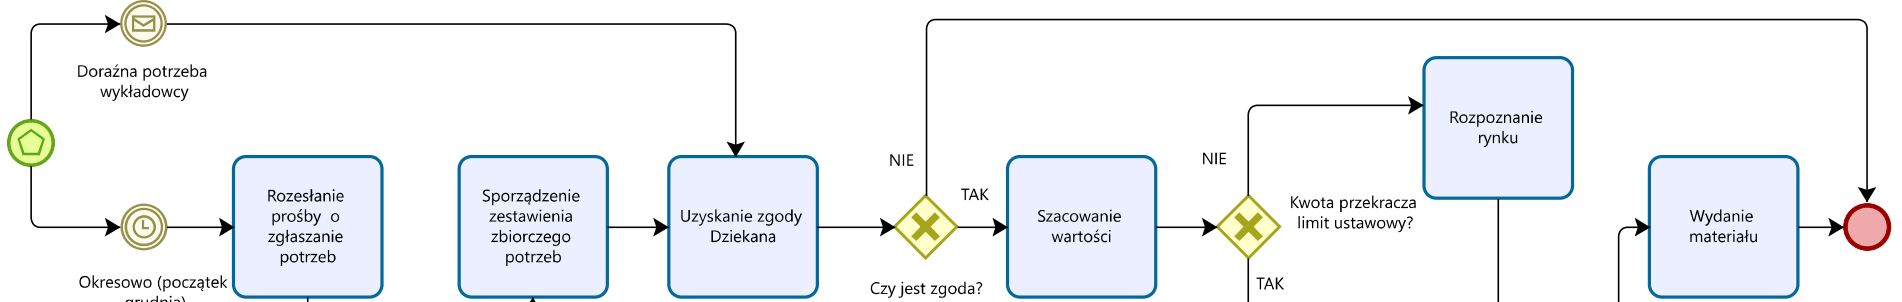 Doraźna potrzeba
wykładowcy
Okresowo (początek
grudnia)
Rozesłanie
prośby o
zgłaszanie
potrzeb
Sporządzenie
zestawienia
zbiorczego
potrzeb
Uzyskanie zgody
Dziekana
NIE
TAK
Czy jest zgoda?
Szacowanie
wartości
NIE
Kwota przekracza
limit ustawowy?
TAK
Rozpoznanie
rynku
Wydanie
materiału